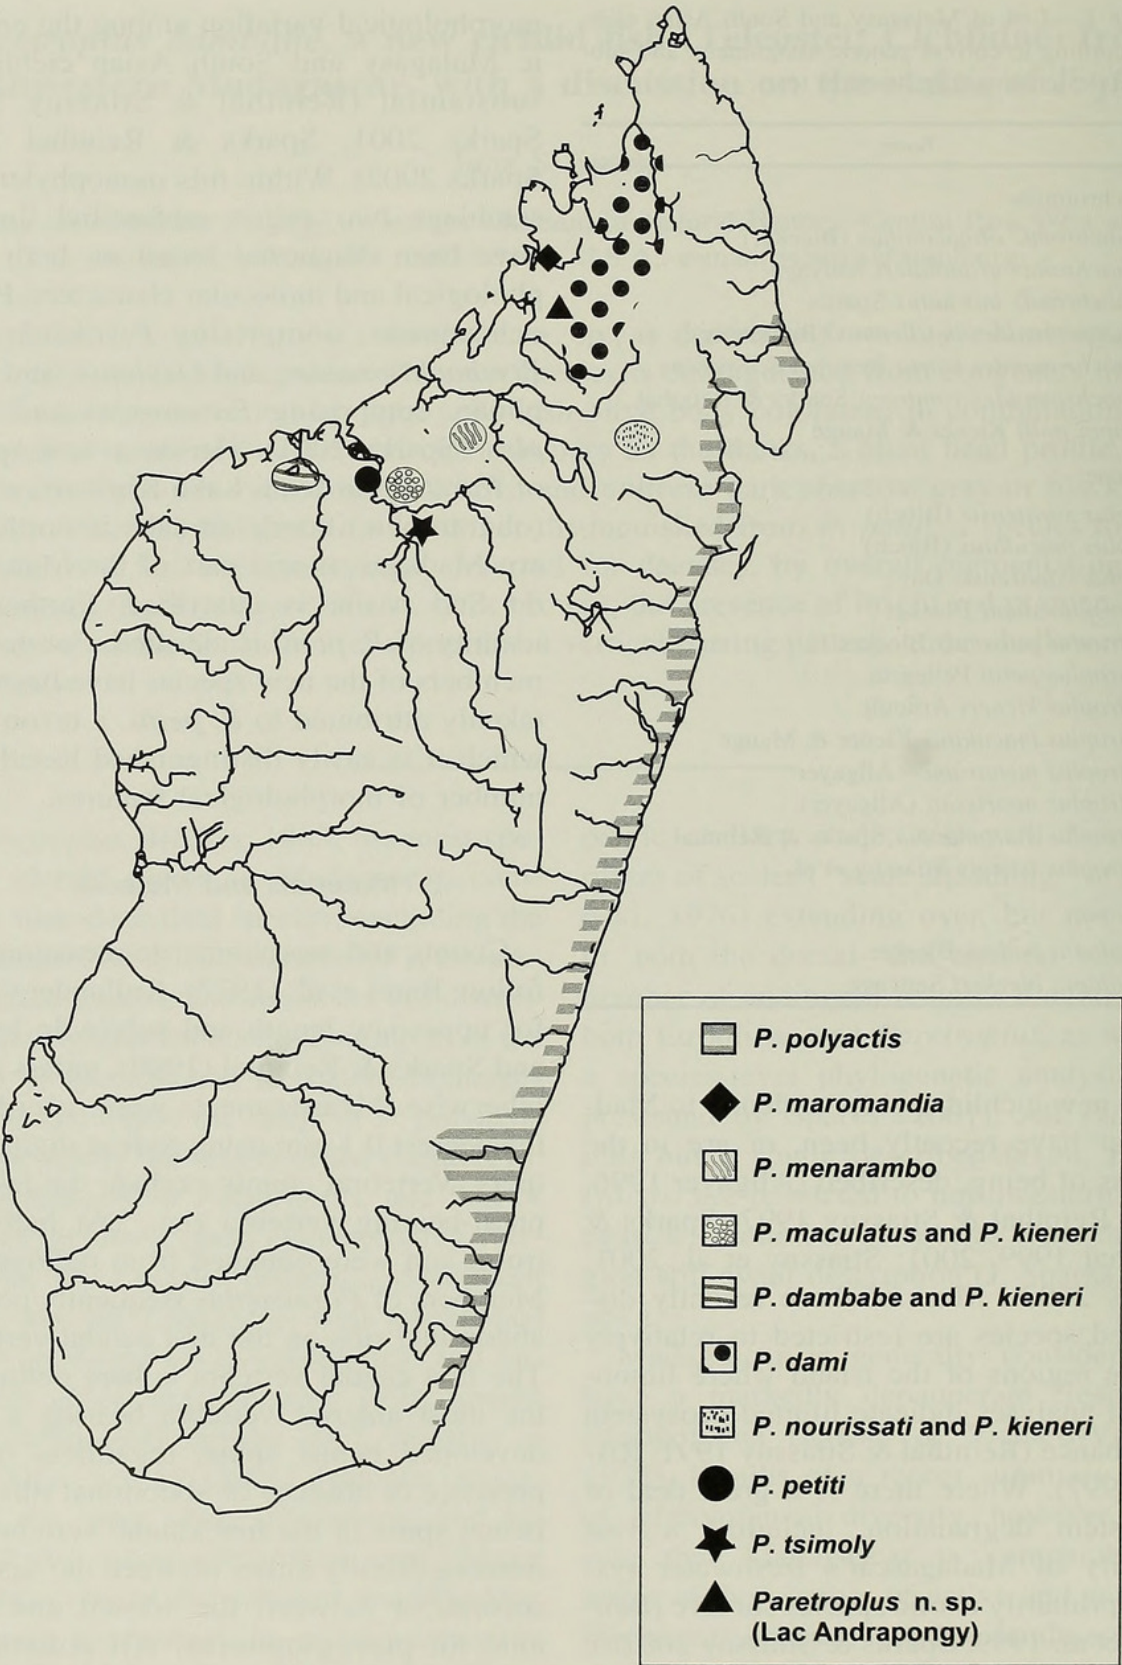 P. polyactis
P. maromandia
P. menarambo
P. maculatus and P. kieneri
P. dambabe and P. kieneri
P. dami
P. nourissati and P. kieneri
P. petiti
P. tsimoly
Paretroplus n. sp.
(Lac Andrapongy)